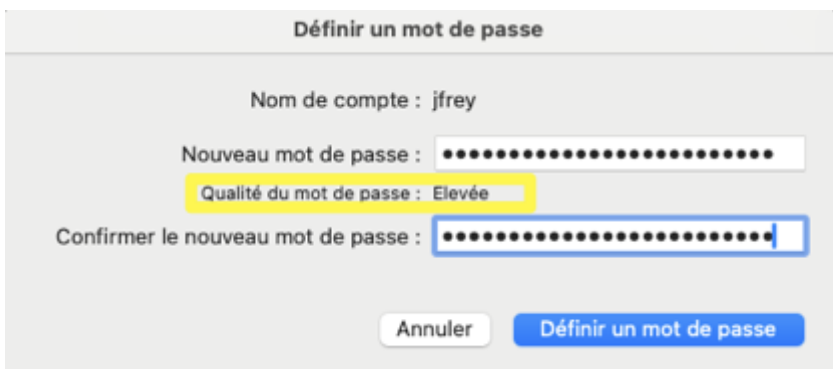 Définir un mot de passe
Nom de compte : jfrey
Nouveau mot de passe : •••••••••••••••••••••••••
Qualité du mot de passe : Elevée
Confirmer le nouveau mot de passe : •••••••••••••••••••••••••
Annuler
Définir un mot de passe